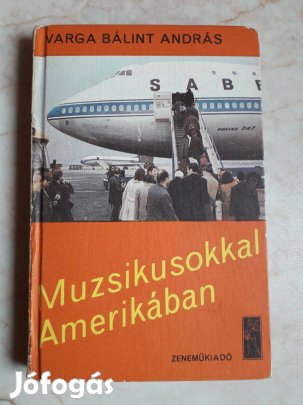 VARGA BÁLINT ANDRÁS
SABE
BOEING 747
Muzsikusokkal
Amerikában
ZENEMŰKIADÓ
Jófogás